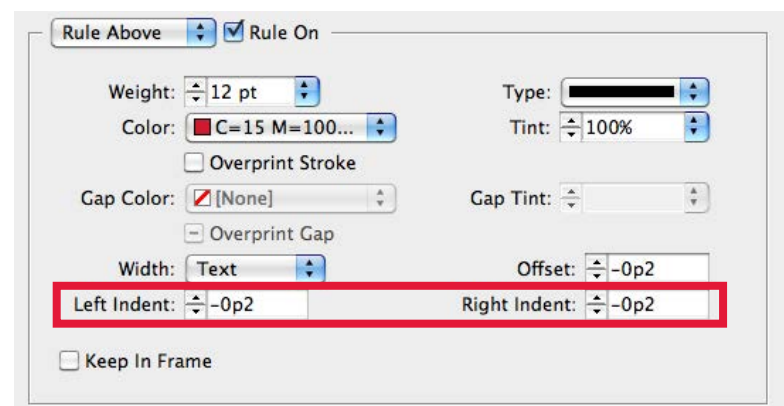 Rule Above Rule On
Weight: 12 pt Type:
Color: C=15 M=100... Tint: 100%
Overprint Stroke
Gap Color: [None] Gap Tint:
Overprint Gap
Width: Text Offset: -0p2
Left Indent: -0p2 Right Indent: -0p2
Keep In Frame